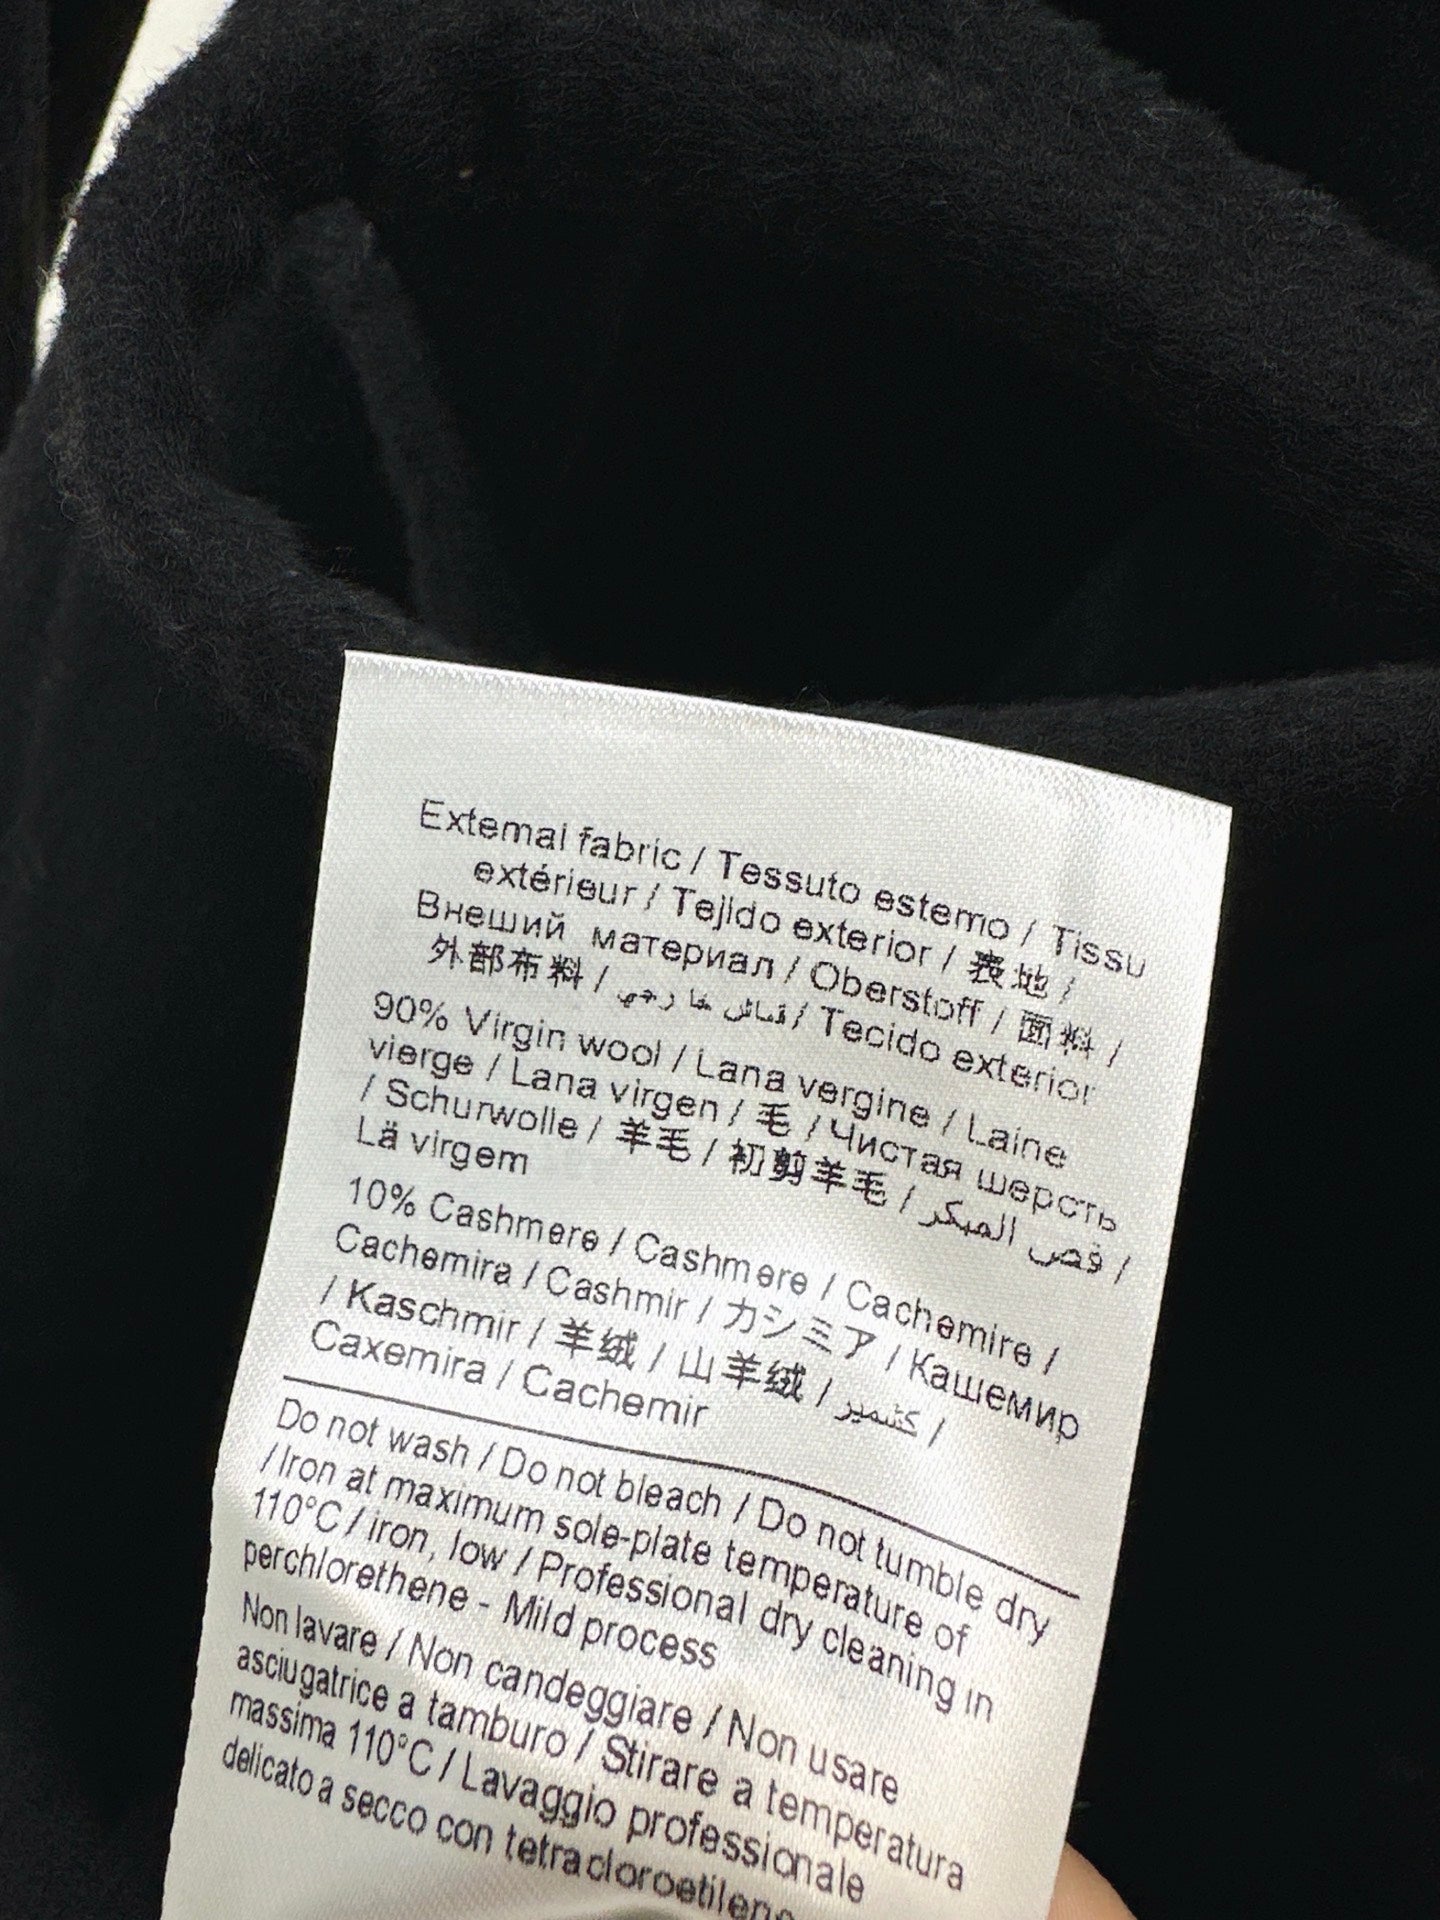 External fabric / Tessuto esterno / Tissu
extérieur / Tejido exterior / 表地 /
Внешний материал / Oberstoff / 面料 /
外部布料 / قماش خارجي / Tecido exterior
90% Virgin wool / Lana vergine / Laine
vierge / Lana virgen / 毛 / Чистая шерсть
/ Schurwolle / 羊毛 / 初剪羊毛 / قص المبكر /
Lä virgem
10% Cashmere / Cashmere / Cachemire /
Cachemira / Cashmir / カシミア / Кашемир
/ Kaschmir / 羊绒 / 山羊绒 / كشمير /
Caxemira / Cachemir
Do not wash / Do not bleach / Do not tumble dry
/ Iron at maximum sole-plate temperature of
110°C / iron, low / Professional dry cleaning in
perchlorethene - Mild process
Non lavare / Non candeggiare / Non usare
asciugatrice a tamburo / Stirare a temperatura
massima 110°C / Lavaggio professionale
delicato a secco con tetracloroetilene